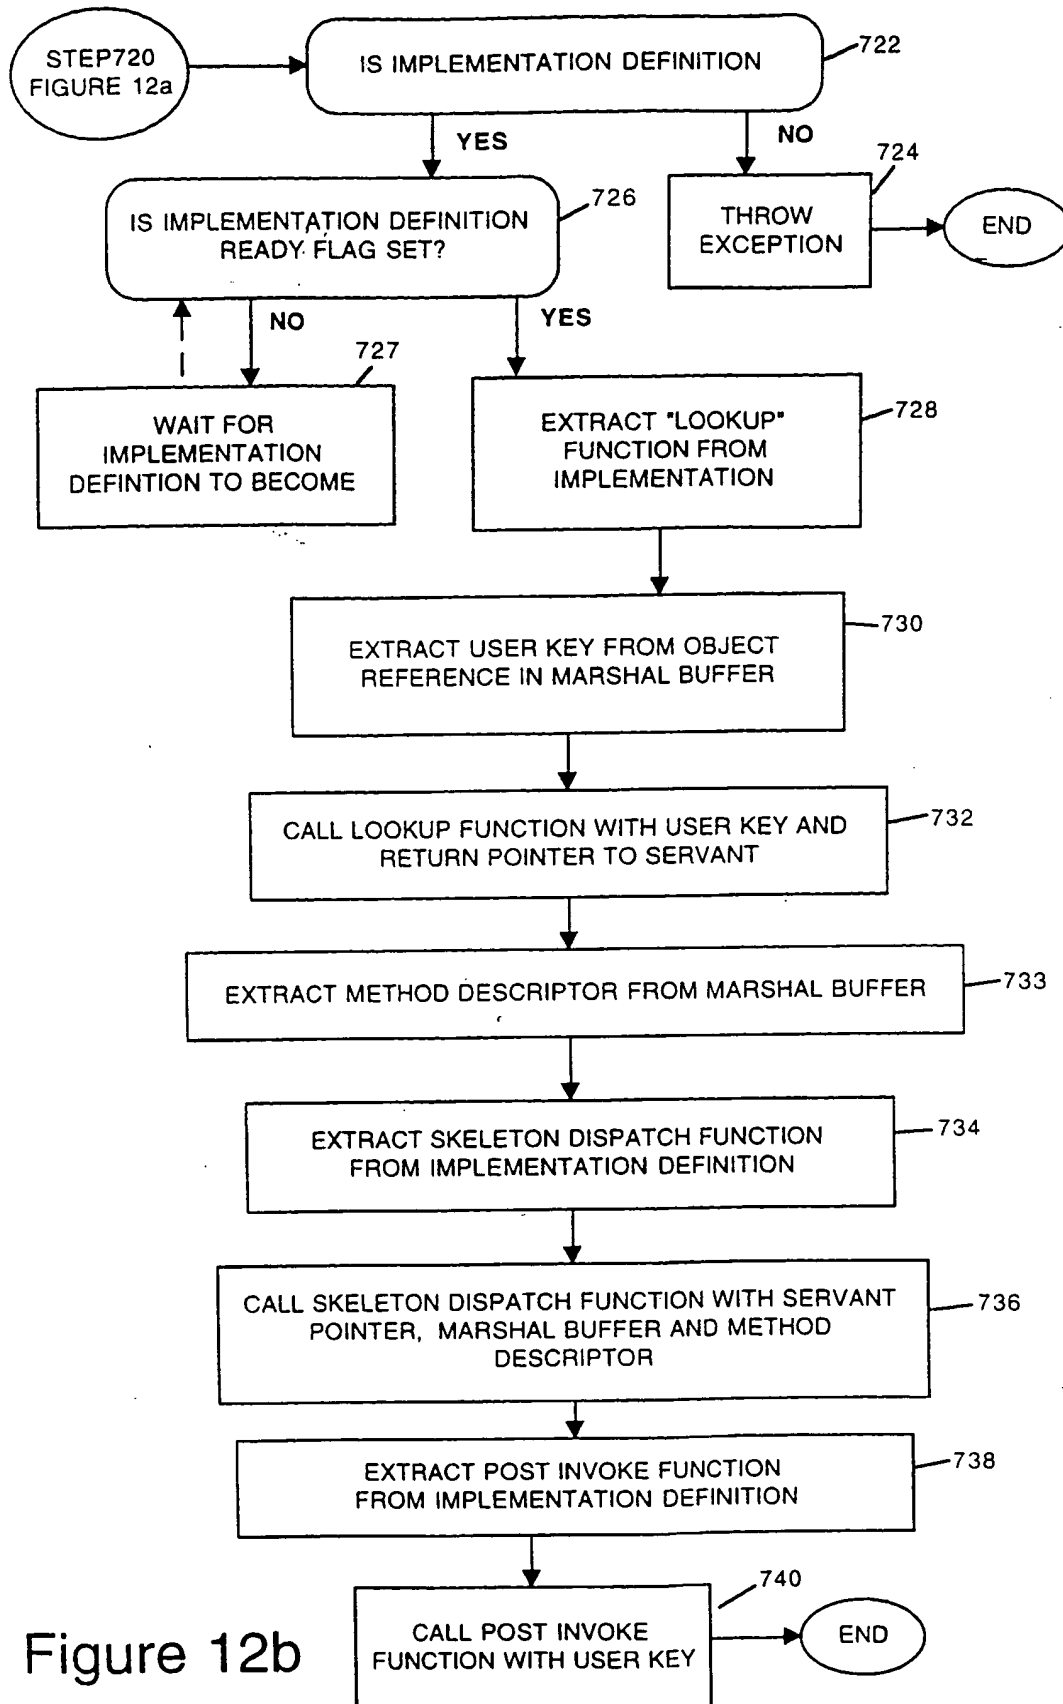 STEP720
FIGURE 12a
IS IMPLEMENTATION DEFINITION
722
YES
NO
724
THROW
EXCEPTION
END
IS IMPLEMENTATION DEFINITION
READY FLAG SET?
726
NO
YES
727
WAIT FOR
IMPLEMENTATION
DEFINTION TO BECOME
EXTRACT "LOOKUP"
FUNCTION FROM
IMPLEMENTATION
728
EXTRACT USER KEY FROM OBJECT
REFERENCE IN MARSHAL BUFFER
730
CALL LOOKUP FUNCTION WITH USER KEY AND
RETURN POINTER TO SERVANT
732
EXTRACT METHOD DESCRIPTOR FROM MARSHAL BUFFER
733
EXTRACT SKELETON DISPATCH FUNCTION
FROM IMPLEMENTATION DEFINITION
734
CALL SKELETON DISPATCH FUNCTION WITH SERVANT
POINTER, MARSHAL BUFFER AND METHOD
DESCRIPTOR
736
EXTRACT POST INVOKE FUNCTION
FROM IMPLEMENTATION DEFINITION
738
740
CALL POST INVOKE
FUNCTION WITH USER KEY
END
Figure 12b